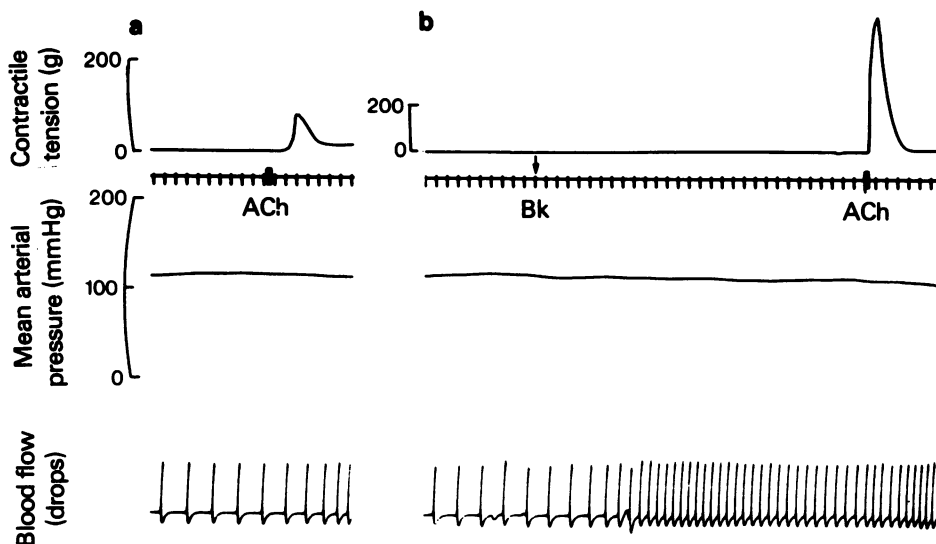 a
b
Contractile
tension (g)
200
0
200
0
ACh
Bk
ACh
Mean arterial
pressure (mmHg)
200
100
0
Blood flow
(drops)